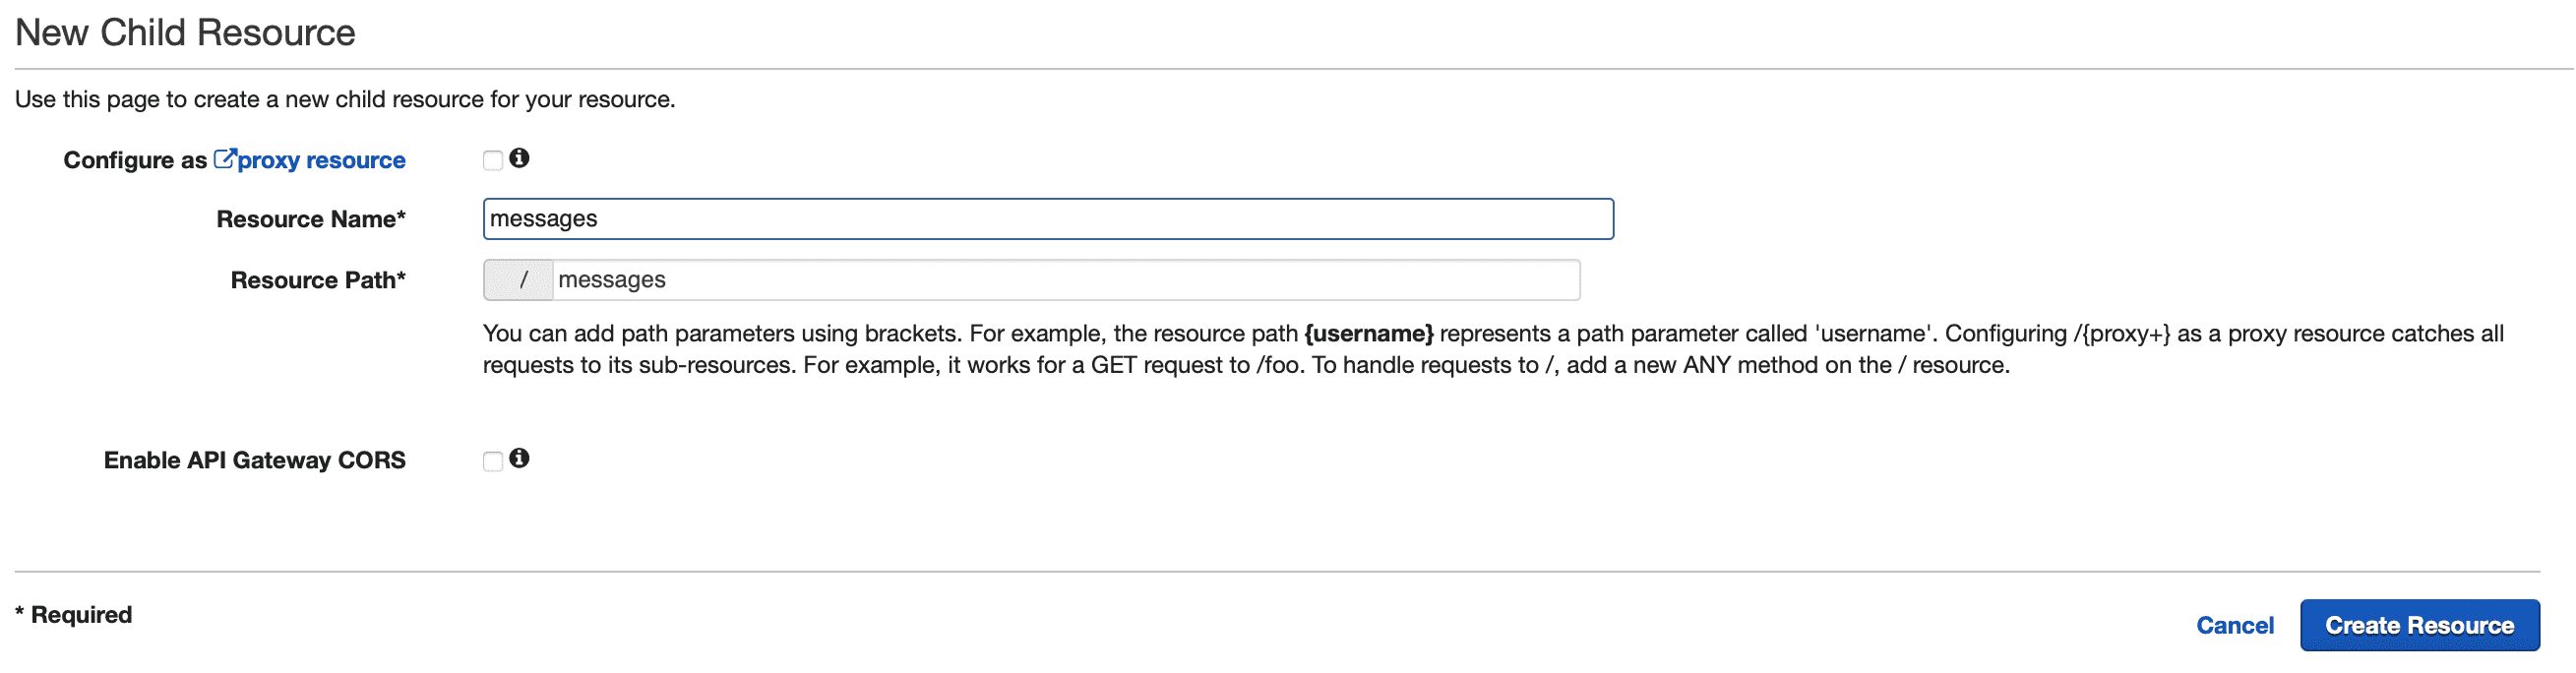 New Child Resource
Use this page to create a new child resource for your resource.
Configure as proxy resource
Resource Name* messages
Resource Path* / messages
You can add path parameters using brackets. For example, the resource path {username} represents a path parameter called 'username'. Configuring /{proxy+} as a proxy resource catches all
requests to its sub-resources. For example, it works for a GET request to /foo. To handle requests to /, add a new ANY method on the / resource.
Enable API Gateway CORS
* Required
Cancel Create Resource